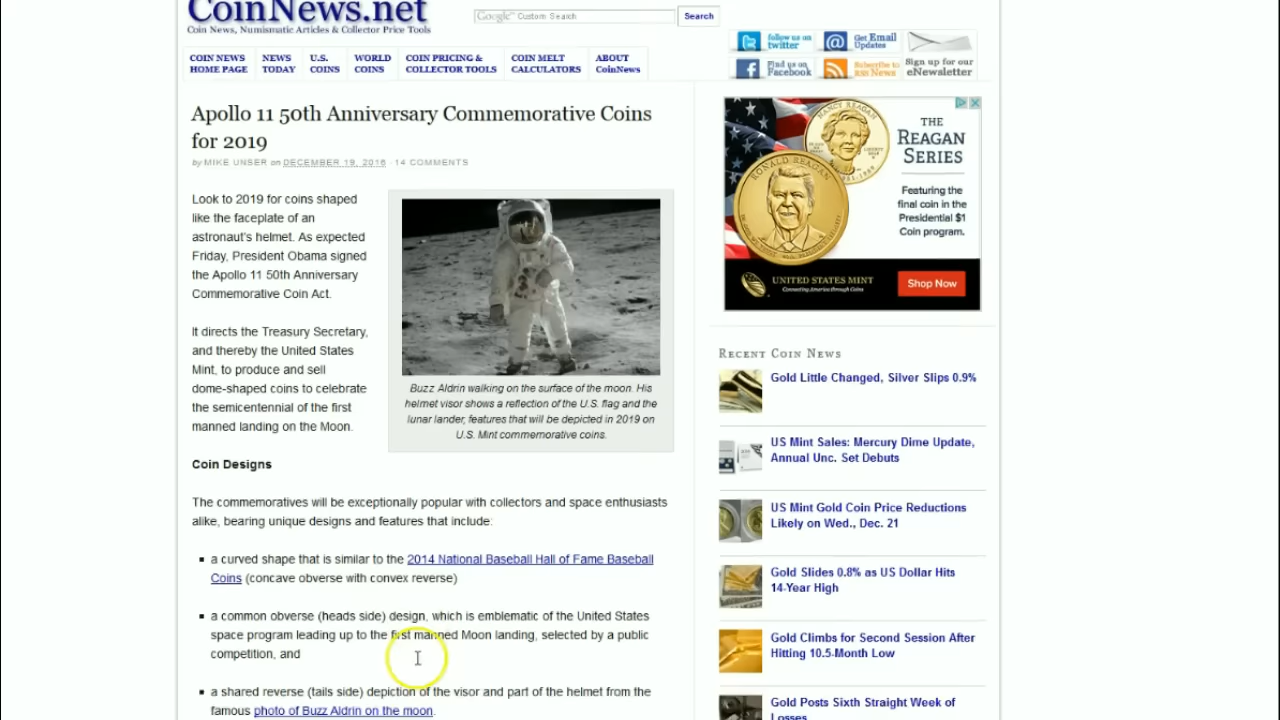 CoinNews.net
Coin News, Numismatic Articles & Collector Price Tools
Google™ Custom Search
Search
follow us on
twitter
Get Email
Updates
Find us on
Facebook
Subscribe to
RSS News
Sign up for our
eNewsletter
COIN NEWS
HOME PAGE
NEWS
TODAY
U.S.
COINS
WORLD
COINS
COIN PRICING &
COLLECTOR TOOLS
COIN MELT
CALCULATORS
ABOUT
CoinNews
Apollo 11 50th Anniversary Commemorative Coins
for 2019
by MIKE UNSER on DECEMBER 19, 2016 · 14 COMMENTS
Look to 2019 for coins shaped
like the faceplate of an
astronaut's helmet. As expected
Friday, President Obama signed
the Apollo 11 50th Anniversary
Commemorative Coin Act.
It directs the Treasury Secretary,
and thereby the United States
Mint, to produce and sell
dome-shaped coins to celebrate
the semicentennial of the first
manned landing on the Moon.
Buzz Aldrin walking on the surface of the moon. His
helmet visor shows a reflection of the U.S. flag and the
lunar lander, features that will be depicted in 2019 on
U.S. Mint commemorative coins.
Coin Designs
The commemoratives will be exceptionally popular with collectors and space enthusiasts
alike, bearing unique designs and features that include:
a curved shape that is similar to the 2014 National Baseball Hall of Fame Baseball
Coins (concave obverse with convex reverse)
a common obverse (heads side) design, which is emblematic of the United States
space program leading up to the first manned Moon landing, selected by a public
competition, and
a shared reverse (tails side) depiction of the visor and part of the helmet from the
famous photo of Buzz Aldrin on the moon.
NANCY REAGAN
RONALD REAGAN
THE
REAGAN
SERIES
Featuring the
final coin in the
Presidential $1
Coin program.
UNITED STATES MINT
Connecting America through Coins
Shop Now
RECENT COIN NEWS
Gold Little Changed, Silver Slips 0.9%
US Mint Sales: Mercury Dime Update,
Annual Unc. Set Debuts
US Mint Gold Coin Price Reductions
Likely on Wed., Dec. 21
Gold Slides 0.8% as US Dollar Hits
14-Year High
Gold Climbs for Second Session After
Hitting 10.5-Month Low
Gold Posts Sixth Straight Week of
Losses